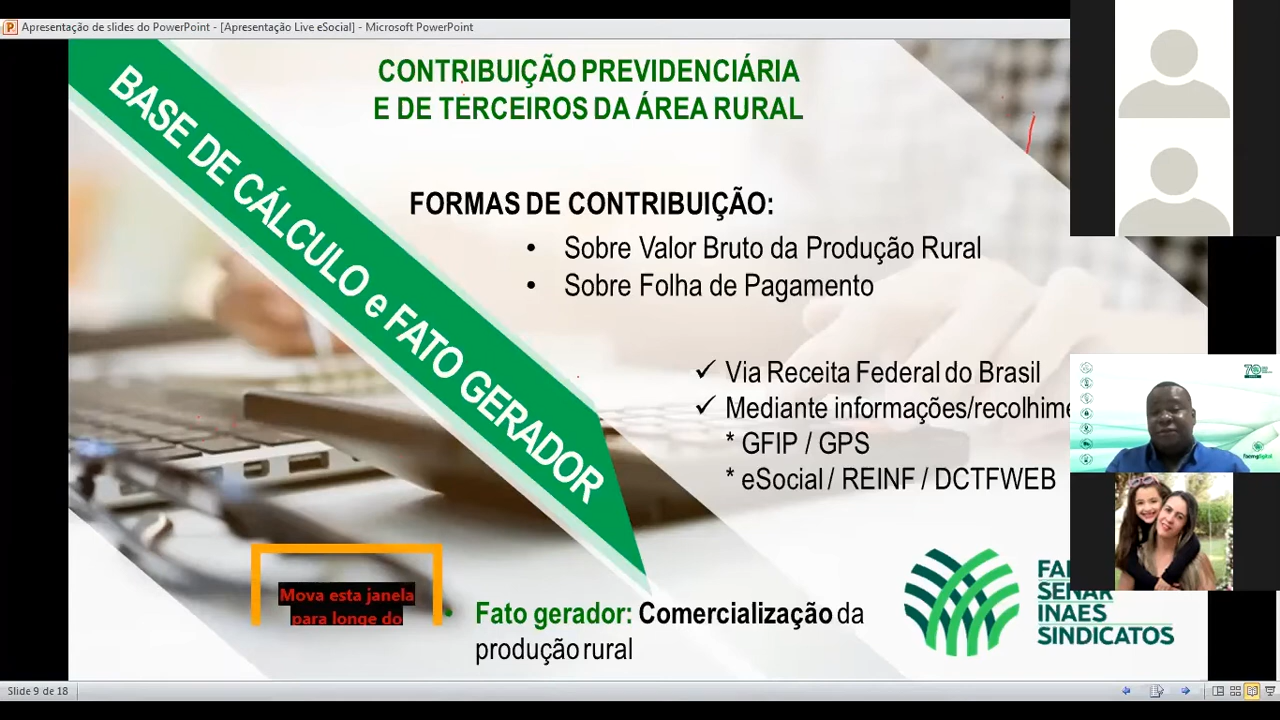 Apresentação de slides do PowerPoint - [Apresentação Live eSocial] - Microsoft PowerPoint
CONTRIBUIÇÃO PREVIDENCIÁRIA
E DE TERCEIROS DA ÁREA RURAL
BASE DE CÁLCULO e FATO GERADOR
FORMAS DE CONTRIBUIÇÃO:
• Sobre Valor Bruto da Produção Rural
• Sobre Folha de Pagamento
✓ Via Receita Federal do Brasil
✓ Mediante informações/recolhime
* GFIP / GPS
* eSocial / REINF / DCTFWEB
Mova esta janela
para longe do
• Fato gerador: Comercialização da
produção rural
SENAR
INAES
SINDICATOS
Slide 9 de 18